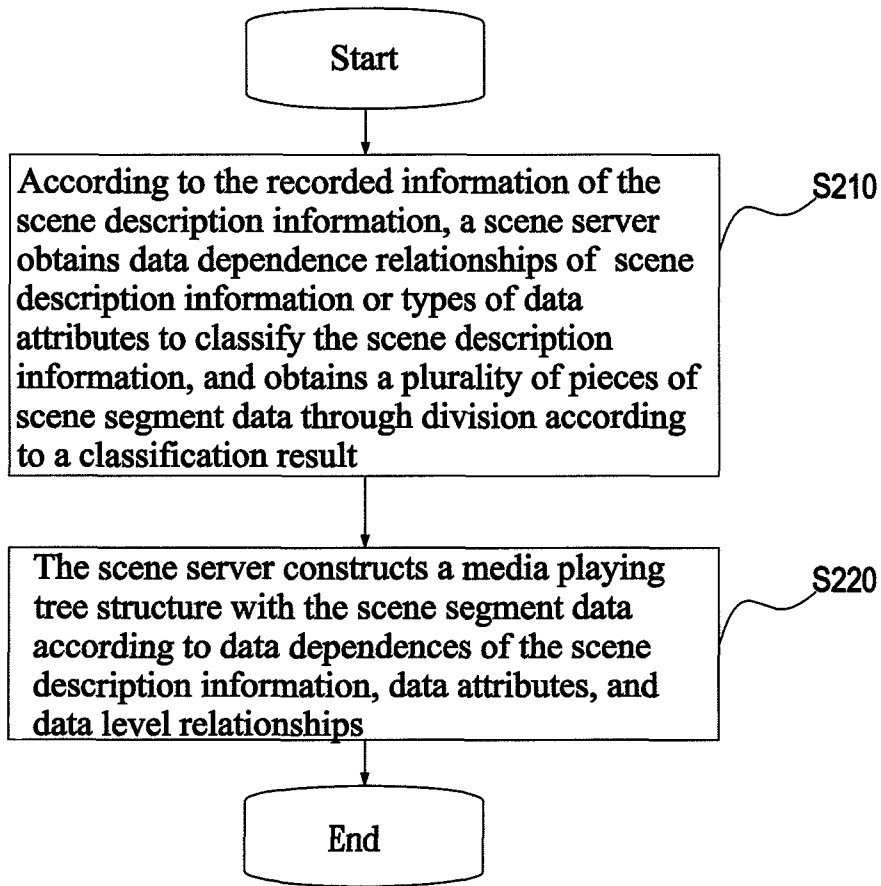 Start
According to the recorded information of the
scene description information, a scene server
obtains data dependence relationships of scene
description information or types of data
attributes to classify the scene description
information, and obtains a plurality of pieces of
scene segment data through division according
to a classification result
S210
The scene server constructs a media playing
tree structure with the scene segment data
according to data dependences of the scene
description information, data attributes, and
data level relationships
S220
End